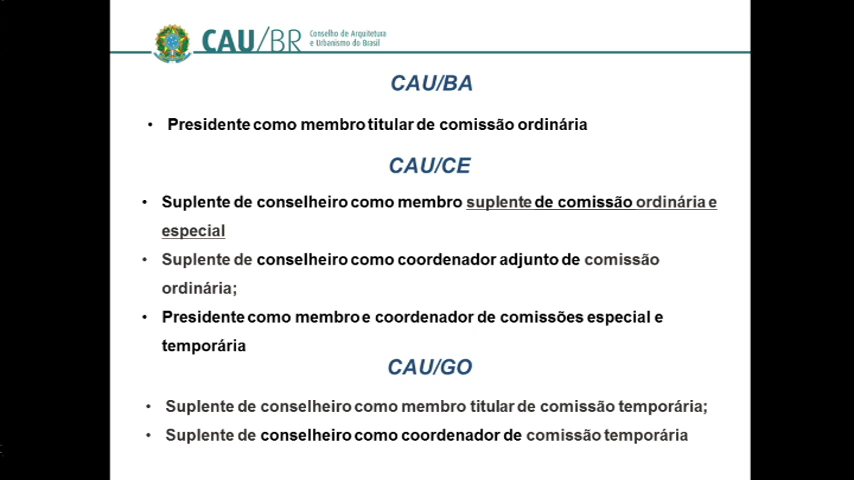 CAU/BR Conselho de Arquitetura
e Urbanismo do Brasil
CAU/BA
• Presidente como membro titular de comissão ordinária
CAU/CE
• Suplente de conselheiro como membro suplente de comissão ordinária e
especial
• Suplente de conselheiro como coordenador adjunto de comissão
ordinária;
• Presidente como membro e coordenador de comissões especial e
temporária
CAU/GO
• Suplente de conselheiro como membro titular de comissão temporária;
• Suplente de conselheiro como coordenador de comissão temporária